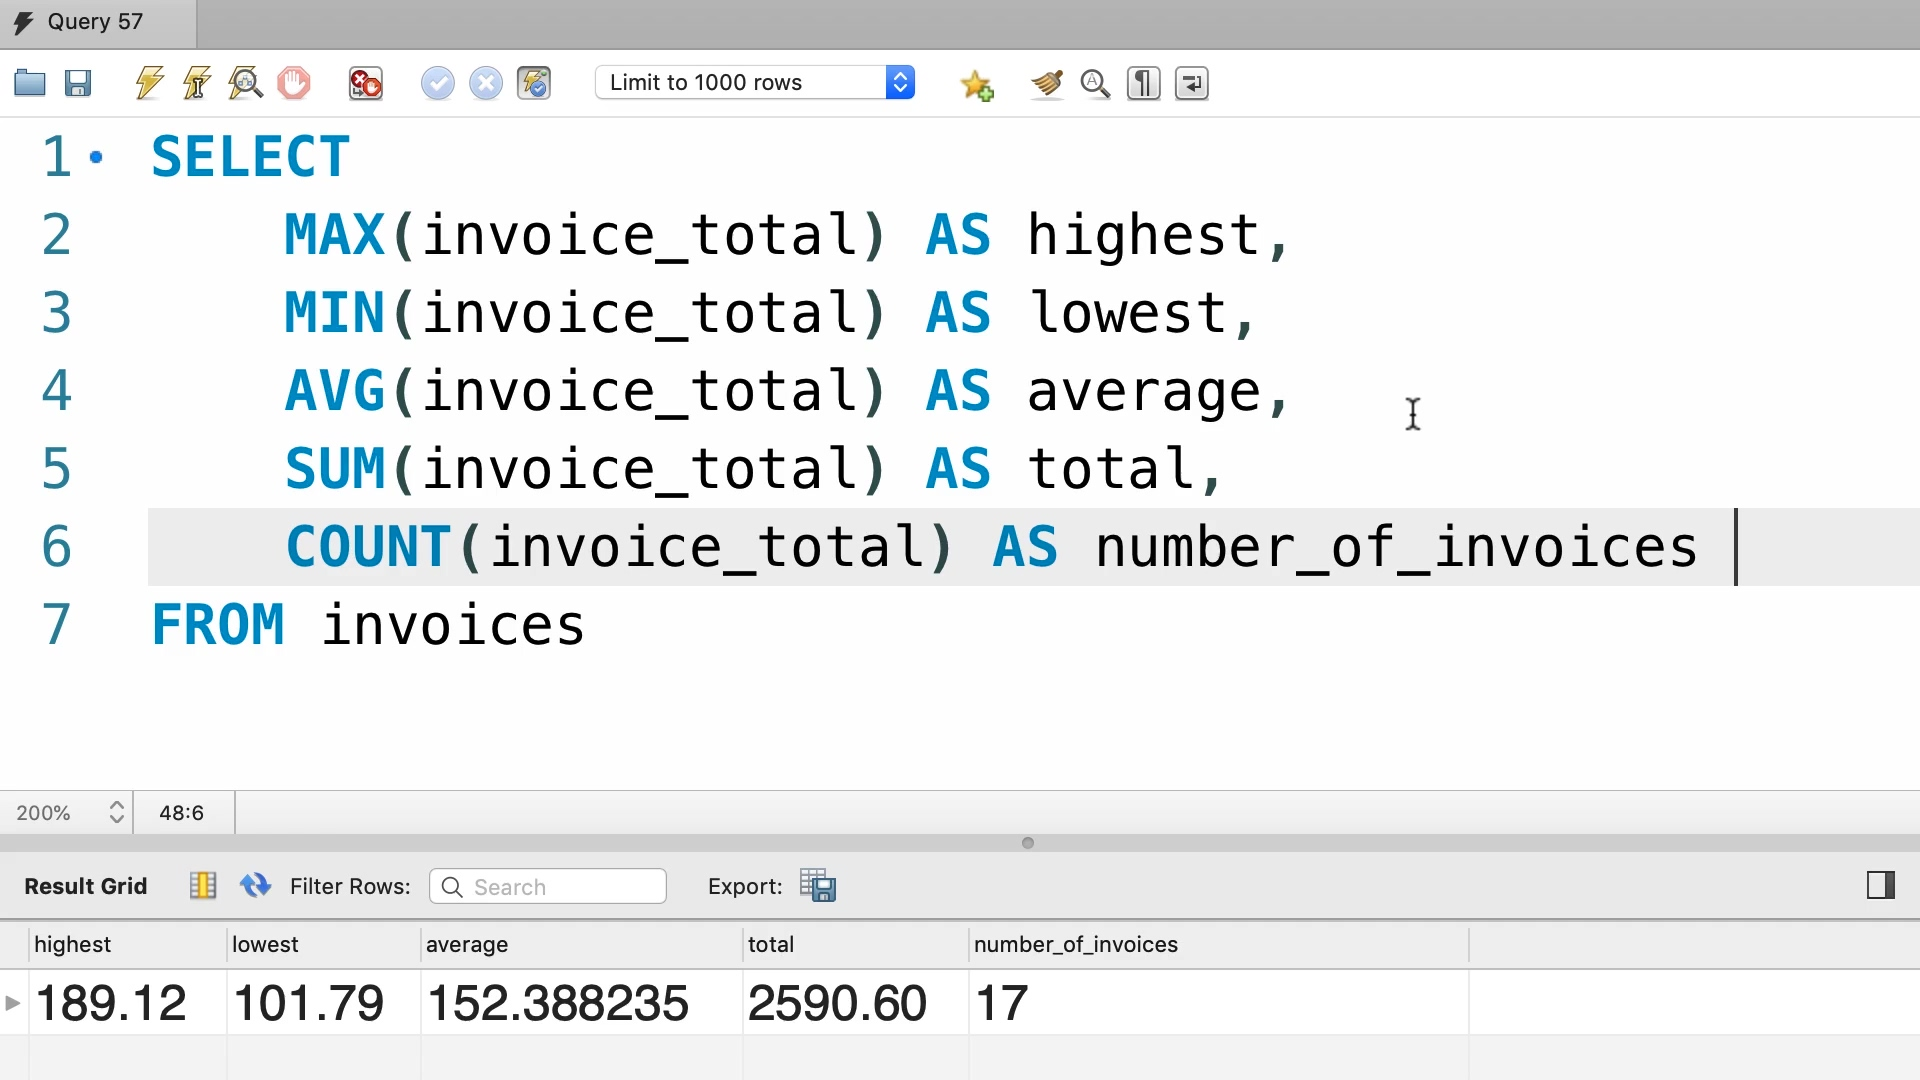 Query 57
Limit to 1000 rows
1 SELECT
2 MAX(invoice_total) AS highest,
3 MIN(invoice_total) AS lowest,
4 AVG(invoice_total) AS average,
5 SUM(invoice_total) AS total,
6 COUNT(invoice_total) AS number_of_invoices
7 FROM invoices
200% 48:6
Result Grid Filter Rows: Search Export:
highest lowest average total number_of_invoices
189.12 101.79 152.388235 2590.60 17